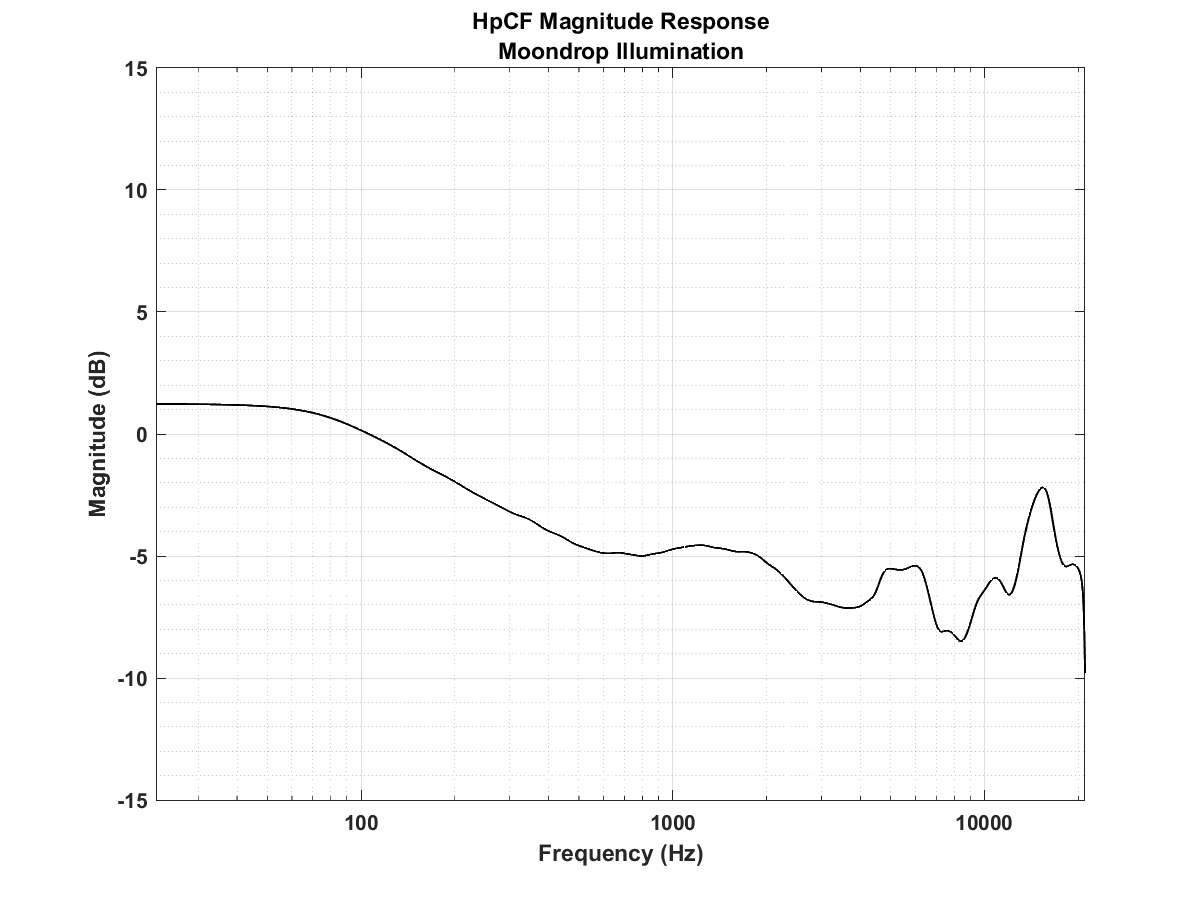 HpCF Magnitude Response
Moondrop Illumination
15
10
5
0
-5
-10
-15
Magnitude (dB)
100
1000
10000
Frequency (Hz)